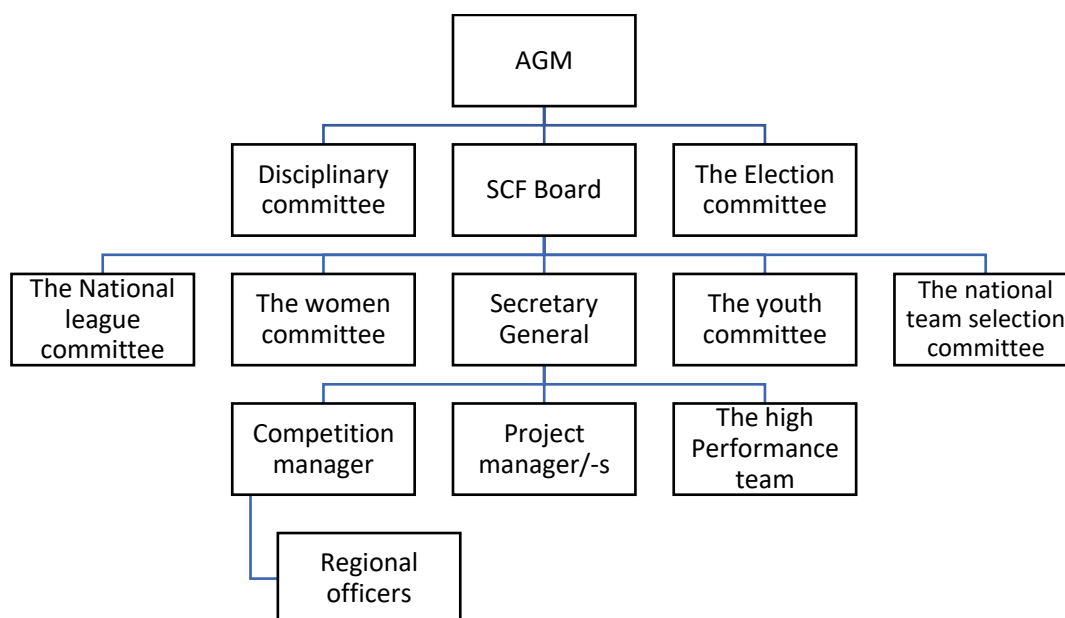 AGM
Disciplinary
committee
SCF Board
The Election
committee
The National
league
committee
The women
committee
Secretary
General
The youth
committee
The national
team selection
committee
Competition
manager
Project
manager/-s
The high
Performance
team
Regional
officers